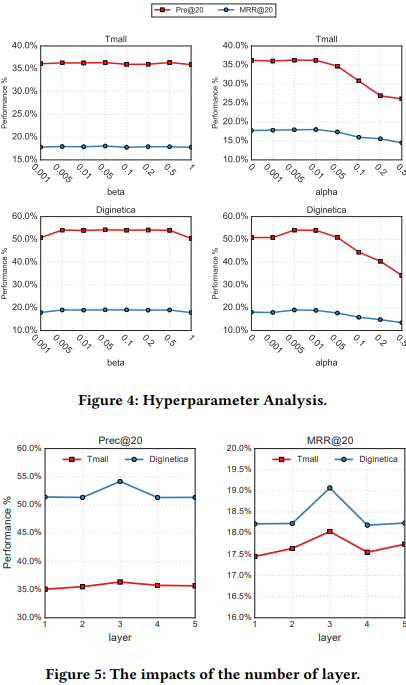 Pre@20 MRR@20
Tmall
Performance %
40.0%
35.0%
30.0%
25.0%
20.0%
15.0%
0.001 0.005 0.01 0.05 0.1 0.2 0.5 1
beta
Tmall
Performance %
40.0%
35.0%
30.0%
25.0%
20.0%
15.0%
10.0%
0 0.001 0.005 0.01 0.05 0.1 0.2 0.5
alpha
Diginetica
Performance %
60.0%
50.0%
40.0%
30.0%
20.0%
10.0%
0.001 0.005 0.01 0.05 0.1 0.2 0.5 1
beta
Diginetica
Performance %
60.0%
50.0%
40.0%
30.0%
20.0%
10.0%
0 0.001 0.005 0.01 0.05 0.1 0.2 0.5
alpha
Figure 4: Hyperparameter Analysis.
Prec@20
Tmall Diginetica
Performance %
60.0%
55.0%
50.0%
45.0%
40.0%
35.0%
30.0%
1 2 3 4 5
layer
MRR@20
Tmall Diginetica
20.0%
19.5%
19.0%
18.5%
18.0%
17.5%
17.0%
16.5%
16.0%
1 2 3 4 5
layer
Figure 5: The impacts of the number of layer.